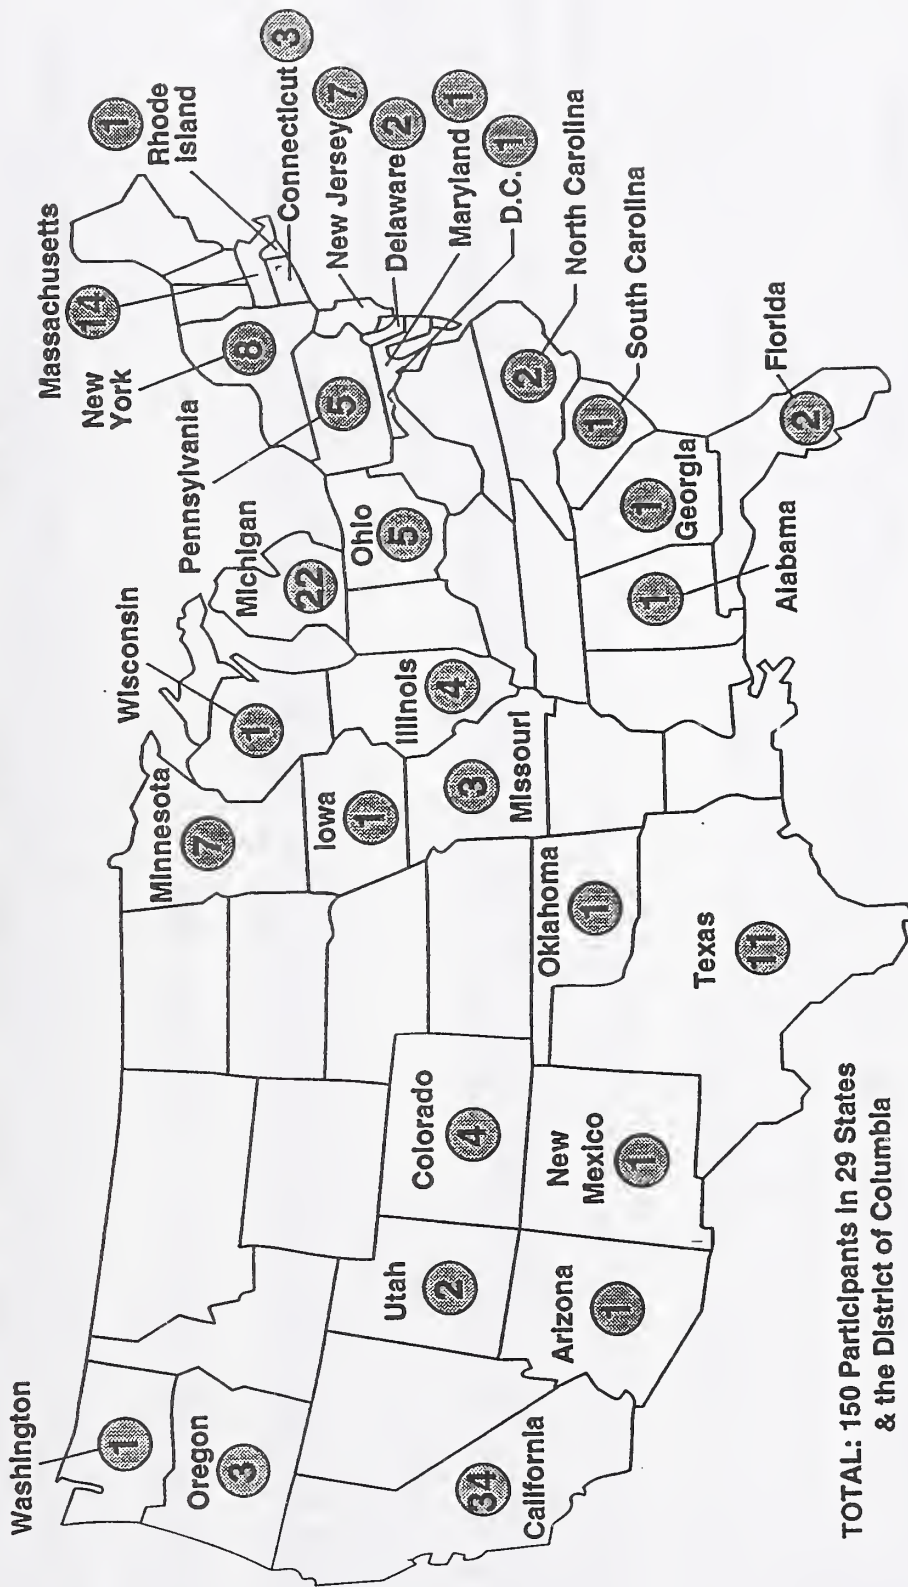 Washington
1
Oregon
3
California
34
Utah
2
Arizona
1
Colorado
4
New
Mexico
1
Minnesota
7
Iowa
1
Missouri
3
Oklahoma
1
Texas
11
Wisconsin
1
Illinois
4
Michigan
22
Ohio
5
Pennsylvania
5
New
York
8
Massachusetts
14
1
Rhode
Island
Connecticut 3
New Jersey 7
Delaware 2
Maryland 1
D.C. 1
2
North Carolina
1
South Carolina
1
Georgia
1
Alabama
2
Florida
TOTAL: 150 Participants in 29 States
& the District of Columbia